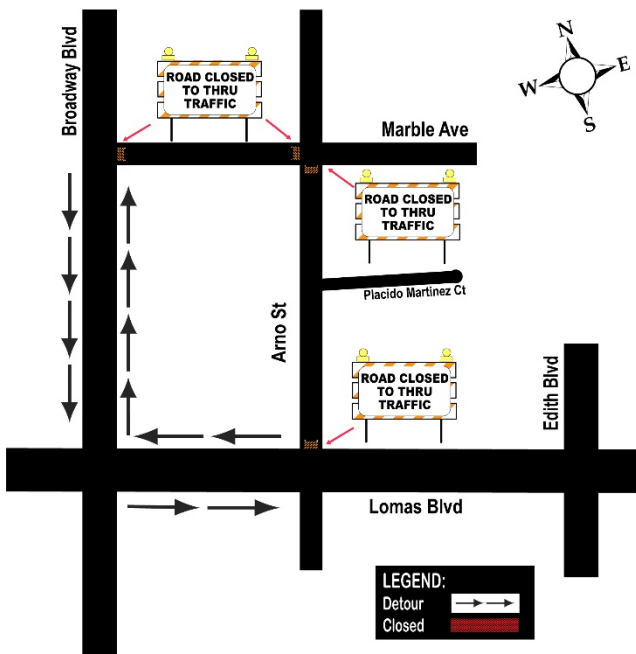 Broadway Blvd
ROAD CLOSED
TO THRU
TRAFFIC
N
W
E
S
Marble Ave
ROAD CLOSED
TO THRU
TRAFFIC
Placido Martinez Ct
Arno St
ROAD CLOSED
TO THRU
TRAFFIC
Edith Blvd
Lomas Blvd
LEGEND:
Detour
Closed